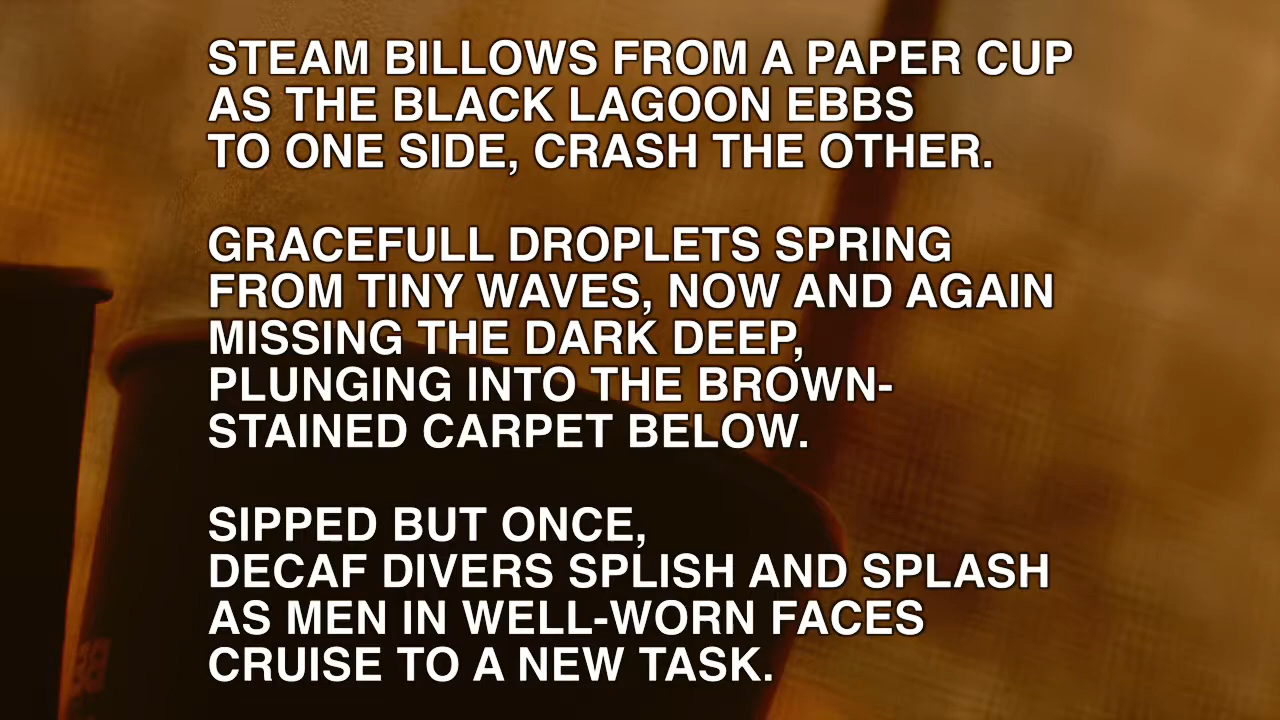 STEAM BILLOWS FROM A PAPER CUP
AS THE BLACK LAGOON EBBS
TO ONE SIDE, CRASH THE OTHER.
GRACEFULL DROPLETS SPRING
FROM TINY WAVES, NOW AND AGAIN
MISSING THE DARK DEEP,
PLUNGING INTO THE BROWN-
STAINED CARPET BELOW.
SIPPED BUT ONCE,
DECAF DIVERS SPLISH AND SPLASH
AS MEN IN WELL-WORN FACES
CRUISE TO A NEW TASK.